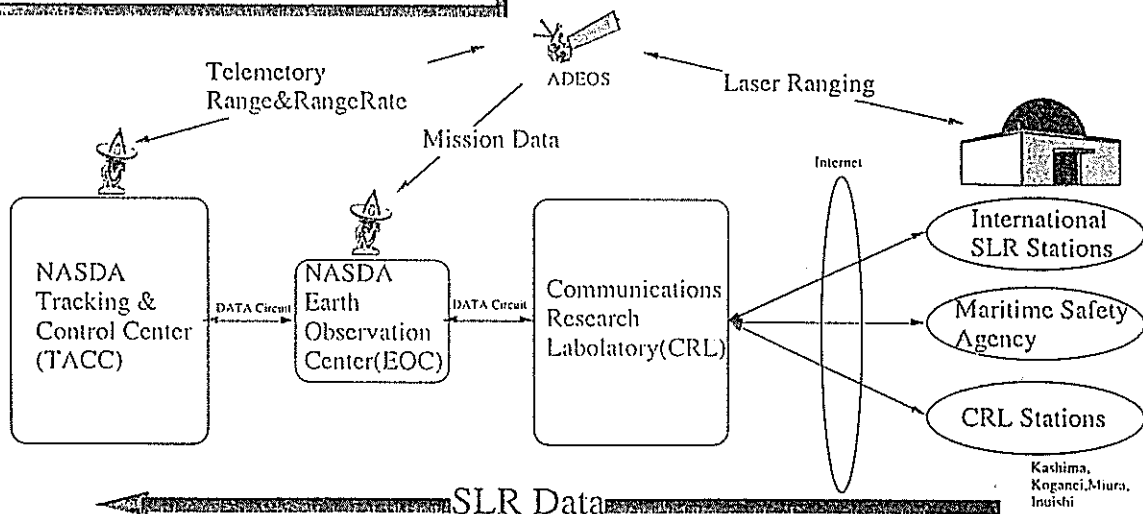 Telemetory
Range&RangeRate
ADEOS
Laser Ranging
Mission Data
Internet
NASDA
Tracking &
Control Center
(TACC)
DATA Circuit
NASDA
Earth
Observation
Center(EOC)
DATA Circuit
Communications
Research
Labolatory(CRL)
International
SLR Stations
Maritime Safety
Agency
CRL Stations
Kashima,
Koganei,Miura,
Inuishi
SLR Data